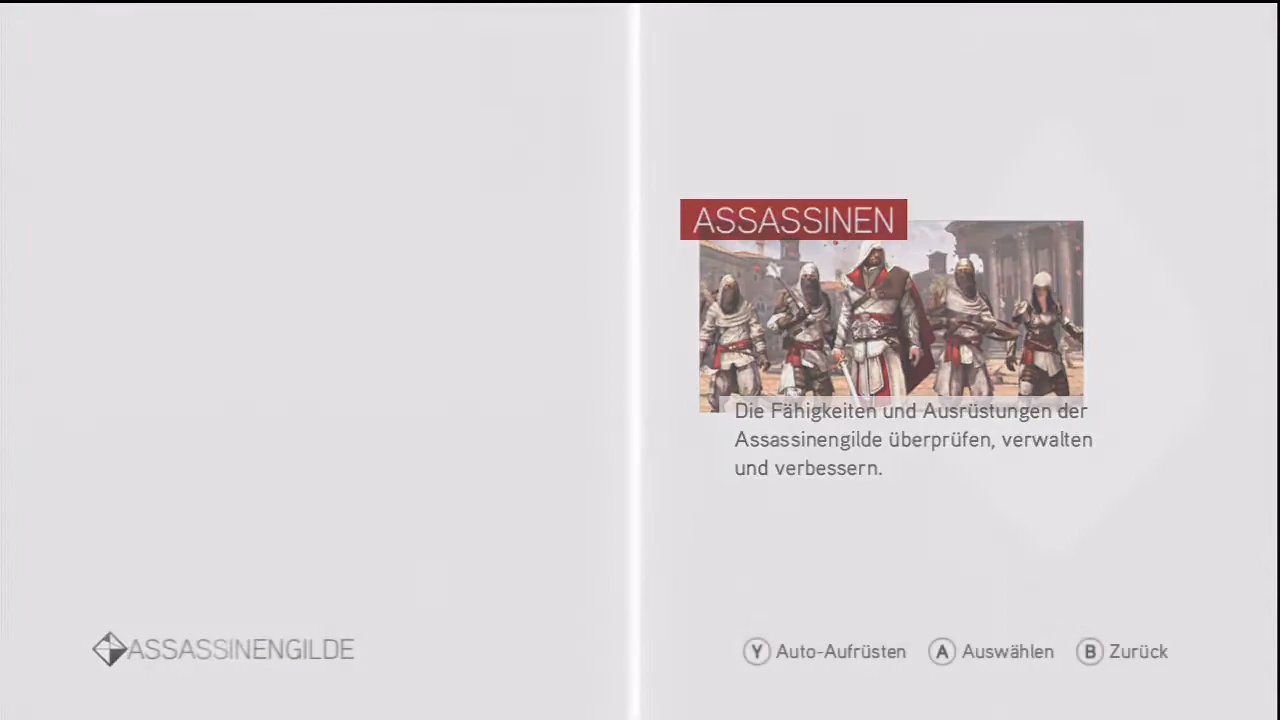 ASSASSINEN
Die Fähigkeiten und Ausrüstungen der
Assassinengilde überprüfen, verwalten
und verbessern.
ASSASSINENGILDE
Y Auto-Aufrüsten A Auswählen B Zurück